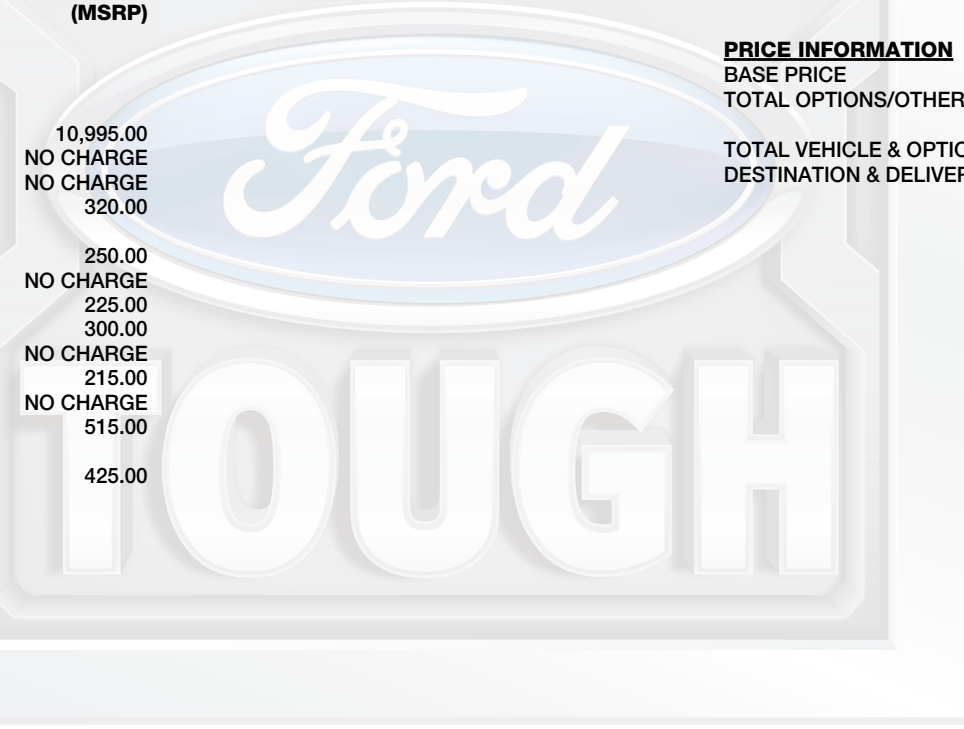 (MSRP)
10,995.00
NO CHARGE
NO CHARGE
320.00
250.00
NO CHARGE
225.00
300.00
NO CHARGE
215.00
NO CHARGE
515.00
425.00
PRICE INFORMATION
BASE PRICE
TOTAL OPTIONS/OTHER
TOTAL VEHICLE & OPTIO
DESTINATION & DELIVER
Ford
TOUGH